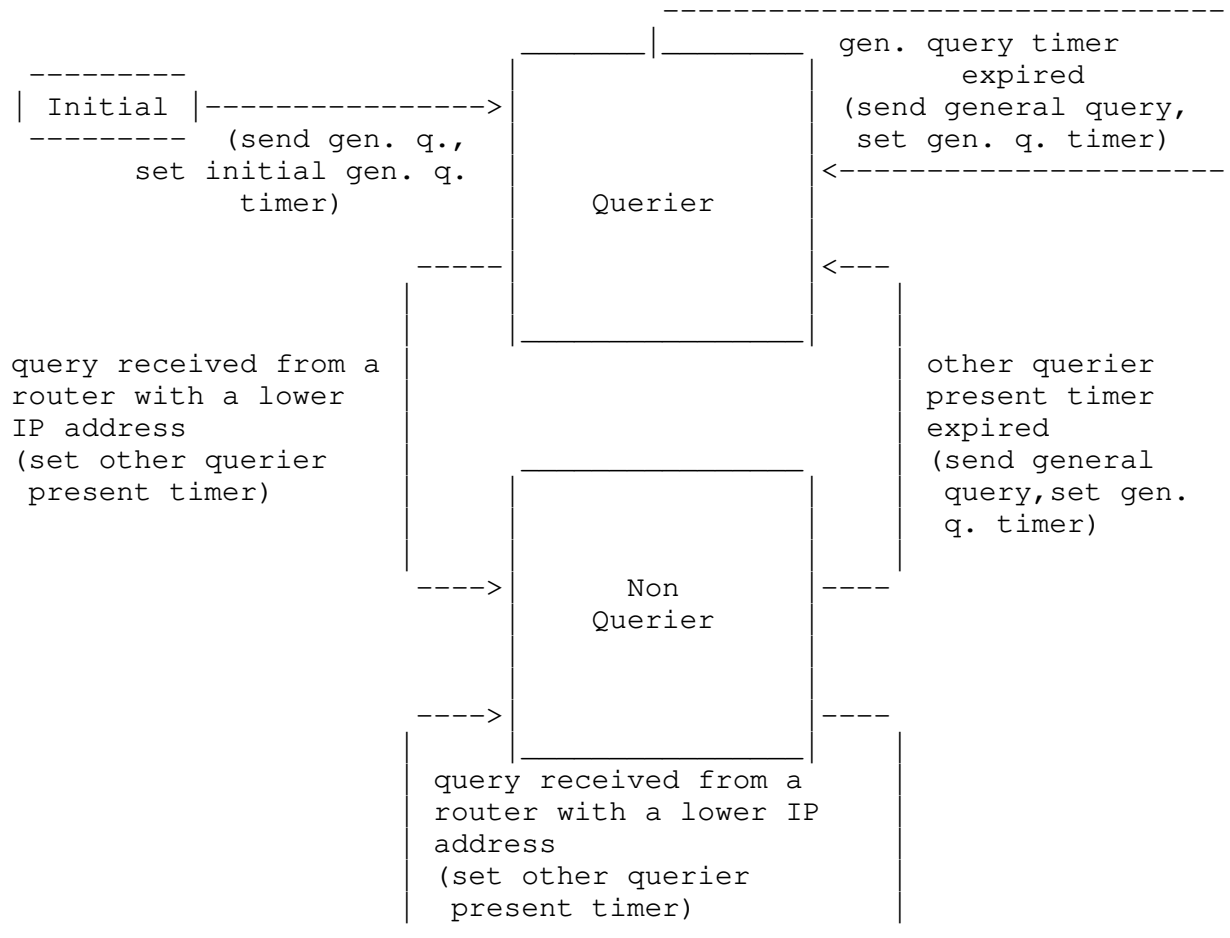 gen. query timer
expired
Initial
(send general query,
(send gen. q.,
set gen. q. timer)
set initial gen. q.
timer)
Querier
query received from a
router with a lower
IP address
(set other querier
present timer)
other querier
present timer
expired
(send general
query,set gen.
q. timer)
Non
Querier
query received from a
router with a lower IP
address
(set other querier
present timer)